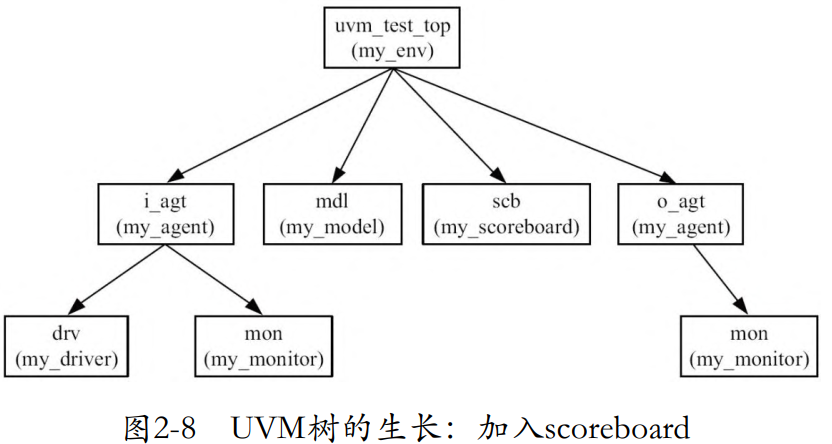 uvm_test_top
(my_env)
i_agt
(my_agent)
mdl
(my_model)
scb
(my_scoreboard)
o_agt
(my_agent)
drv
(my_driver)
mon
(my_monitor)
mon
(my_monitor)
图2-8 UVM树的生长：加入scoreboard